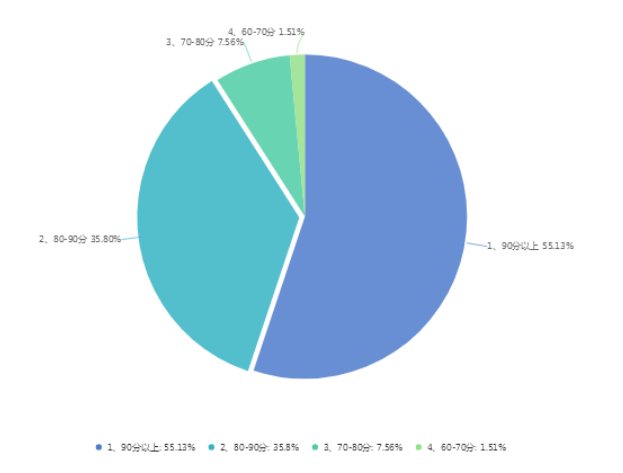 4、60-70分 1.51%
3、70-80分 7.56%
2、80-90分 35.80%
1、90分以上 55.13%
1、90分以上: 55.13% 2、80-90分: 35.8% 3、70-80分: 7.56% 4、60-70分: 1.51%